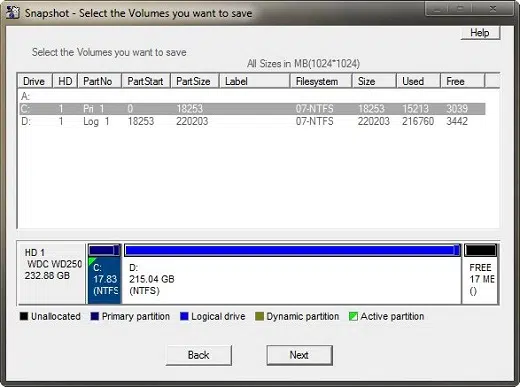 Snapshot - Select the Volumes you want to save
Help
Select the Volumes you want to save
All Sizes in MB(1024*1024)
Drive HD PartNo PartStart PartSize Label Filesystem Size Used Free
A:
C: 1 Pri 1 0 18253 07-NTFS 18253 15213 3039
D: 1 Log 1 18253 220203 07-NTFS 220203 216760 3442
HD 1
WDC WD250
232.88 GB
C:
17.83
(NTFS
D:
215.04 GB
(NTFS)
FREE
17 ME
()
Unallocated Primary partition Logical drive Dynamic partition Active partition
Back Next